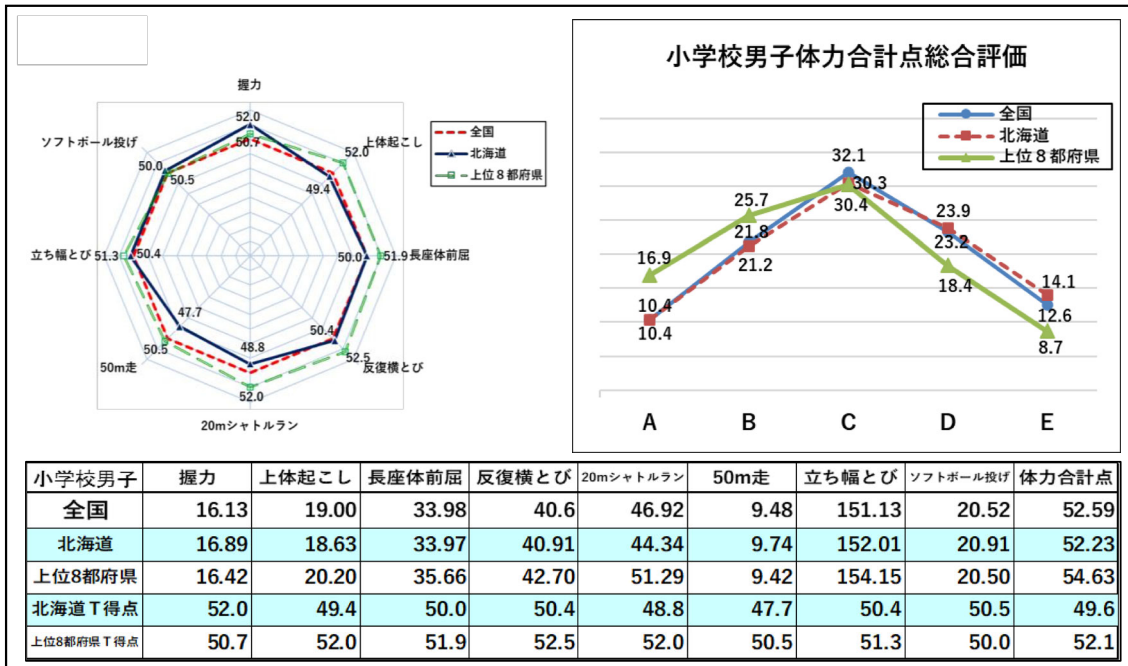 握力
52.0
50.7
上体起こし
52.0
49.4
長座体前屈
50.0
51.9
反復横とび
50.4
52.5
20mシャトルラン
48.8
52.0
50m走
47.7
50.5
立ち幅とび
51.3
50.4
ソフトボール投げ
50.0
50.5
全国
北海道
上位８都府県
小学校男子体力合計点総合評価
全国
北海道
上位８都府県
16.9
10.4
10.4
25.7
21.8
21.2
32.1
30.3
30.4
23.9
23.2
18.4
14.1
12.6
8.7
A B C D E
小学校男子 握力 上体起こし 長座体前屈 反復横とび 20mシャトルラン 50m走 立ち幅とび ソフトボール投げ 体力合計点
全国 16.13 19.00 33.98 40.6 46.92 9.48 151.13 20.52 52.59
北海道 16.89 18.63 33.97 40.91 44.34 9.74 152.01 20.91 52.23
上位8都府県 16.42 20.20 35.66 42.70 51.29 9.42 154.15 20.50 54.63
北海道Ｔ得点 52.0 49.4 50.0 50.4 48.8 47.7 50.4 50.5 49.6
上位8都府県Ｔ得点 50.7 52.0 51.9 52.5 52.0 50.5 51.3 50.0 52.1